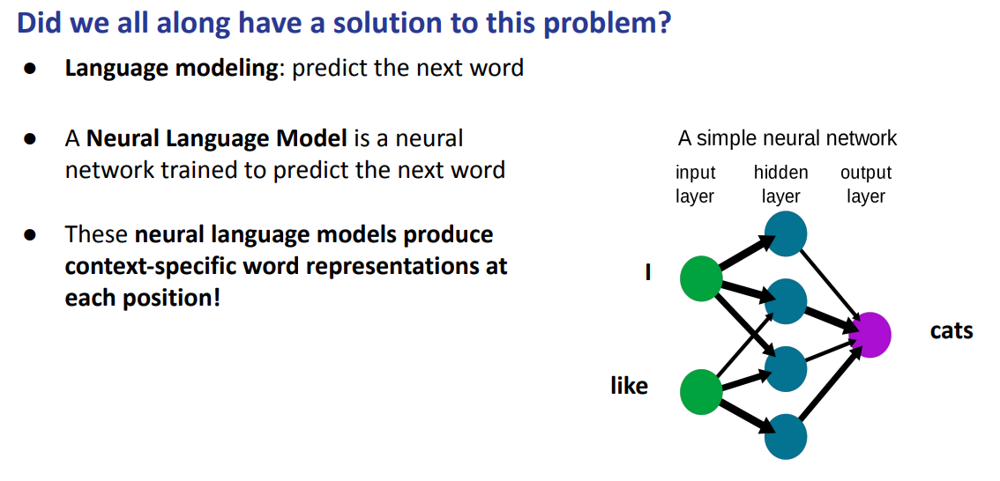 Did we all along have a solution to this problem?
● Language modeling: predict the next word
● A Neural Language Model is a neural
network trained to predict the next word
● These neural language models produce
context-specific word representations at
each position!
A simple neural network
input hidden output
layer layer layer
I
like
cats